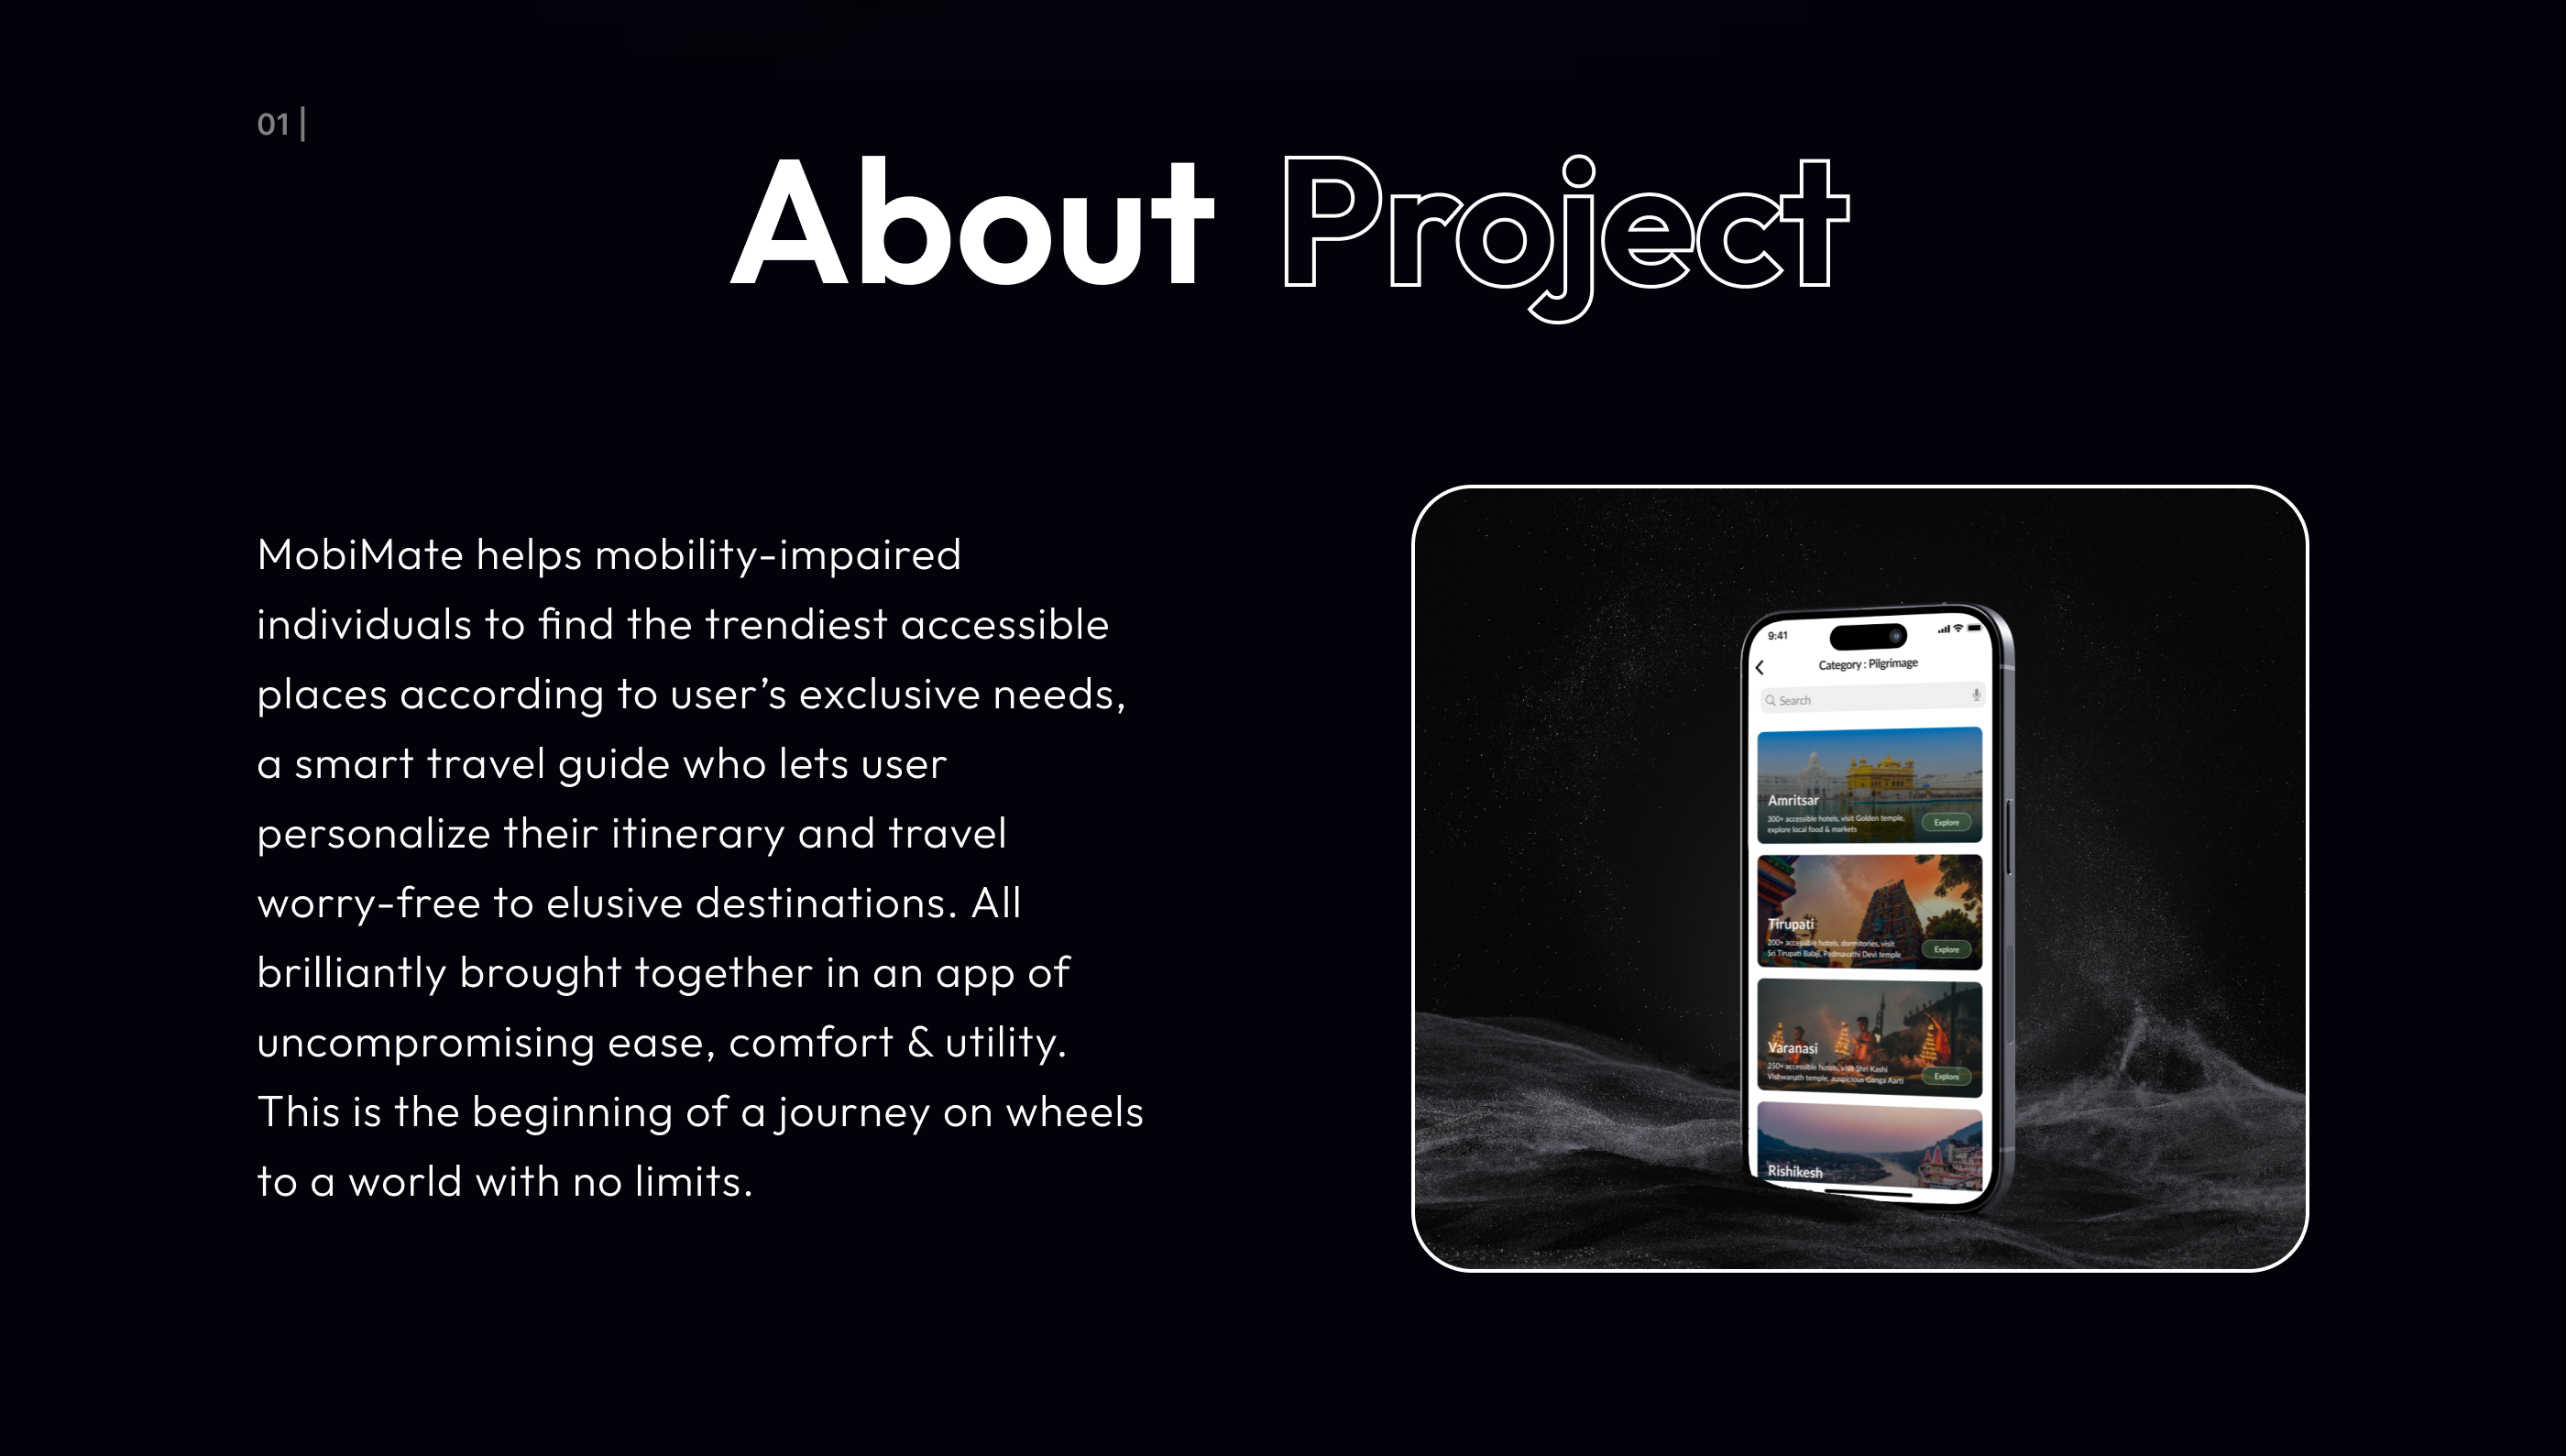 01 |
About Project
MobiMate helps mobility-impaired
individuals to find the trendiest accessible
places according to user’s exclusive needs,
a smart travel guide who lets user
personalize their itinerary and travel
worry-free to elusive destinations. All
brilliantly brought together in an app of
uncompromising ease, comfort & utility.
This is the beginning of a journey on wheels
to a world with no limits.
9:41
Category : Pilgrimage
Search
Amritsar
300+ accessible hotels, visit Golden temple,
explore local food & markets
Explore
Tirupati
200+ accessible hotels, dormitories, visit
Sri Tirupati Balaji, Padmavathi Devi temple
Explore
Varanasi
250+ accessible hotels, visit Shri Kashi
Vishwanath temple, auspicious Ganga Aarti
Explore
Rishikesh